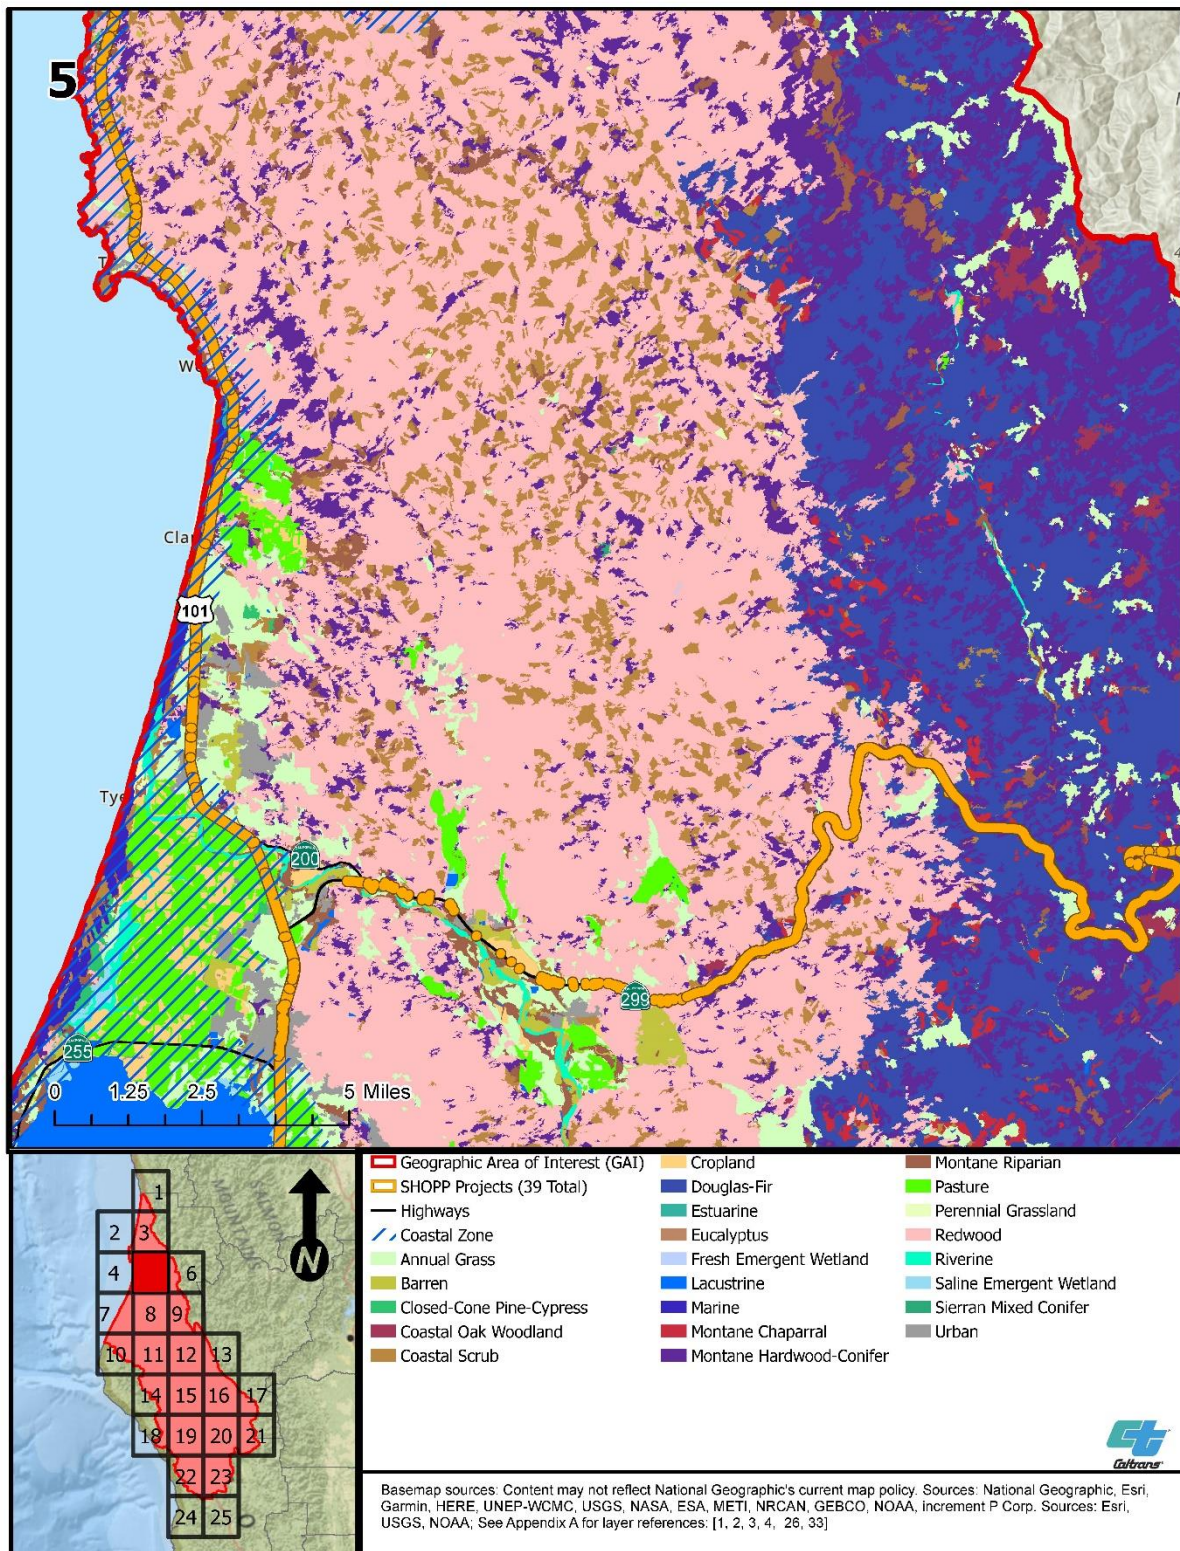 5
T
W
Cla
101
Tye
200
299
255
0 1.25 2.5 5 Miles
1
2 3
4 6
7 8 9
10 11 12 13
14 15 16 17
18 19 20 21
22 23
24 25
MOUNTAINS
SALMON
N
Geographic Area of Interest (GAI)
SHOPP Projects (39 Total)
Highways
Coastal Zone
Annual Grass
Barren
Closed-Cone Pine-Cypress
Coastal Oak Woodland
Coastal Scrub
Cropland
Douglas-Fir
Estuarine
Eucalyptus
Fresh Emergent Wetland
Lacustrine
Marine
Montane Chaparral
Montane Hardwood-Conifer
Montane Riparian
Pasture
Perennial Grassland
Redwood
Riverine
Saline Emergent Wetland
Sierran Mixed Conifer
Urban
ct
Caltrans
Basemap sources: Content may not reflect National Geographic's current map policy. Sources: National Geographic, Esri,
Garmin, HERE, UNEP-WCMC, USGS, NASA, ESA, METI, NRCAN, GEBCO, NOAA, increment P Corp. Sources: Esri,
USGS, NOAA; See Appendix A for layer references: [1, 2, 3, 4, 26, 33]